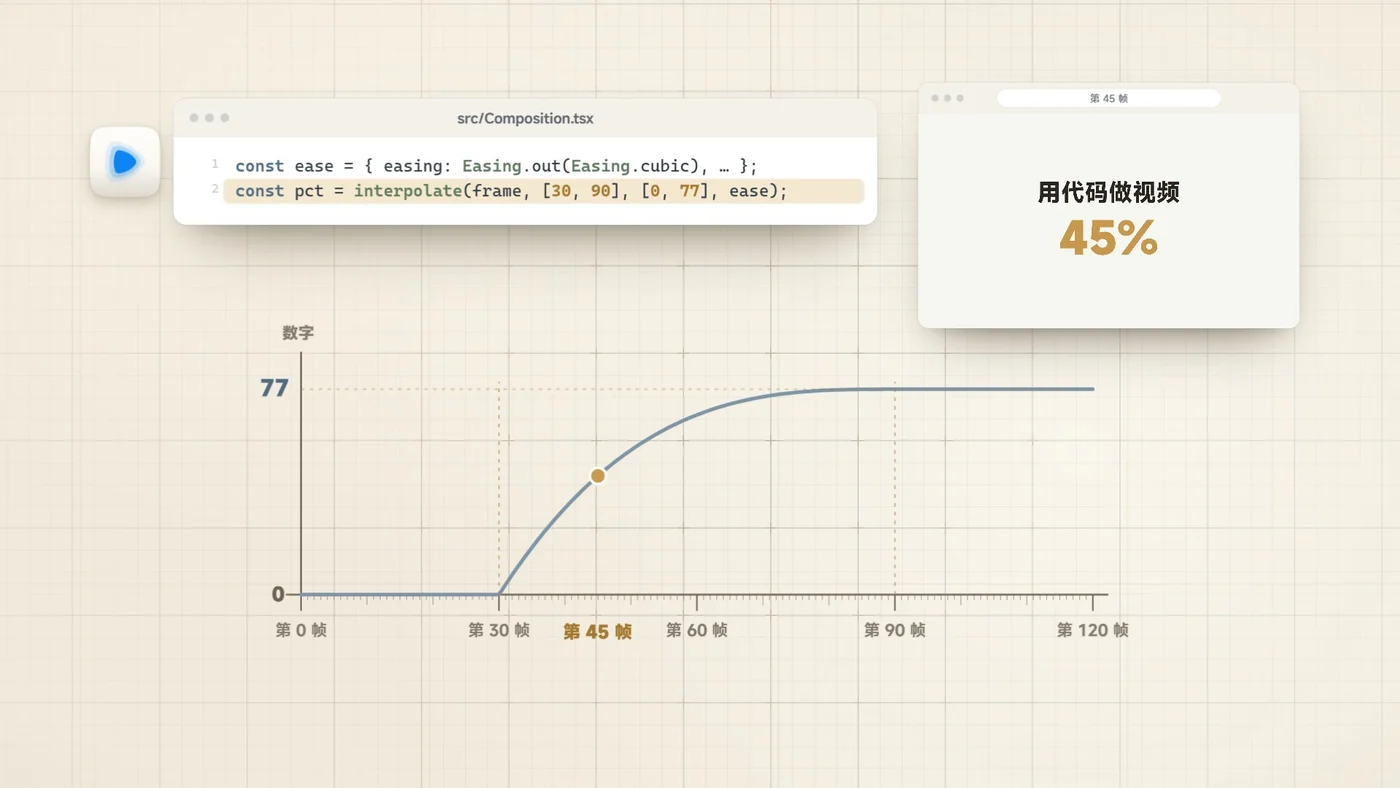 src/Composition.tsx
1 const ease = { easing: Easing.out(Easing.cubic), … };
2 const pct = interpolate(frame, [30, 90], [0, 77], ease);
第 45 帧
用代码做视频
45%
数字
77
0
第 0 帧
第 30 帧
第 45 帧
第 60 帧
第 90 帧
第 120 帧